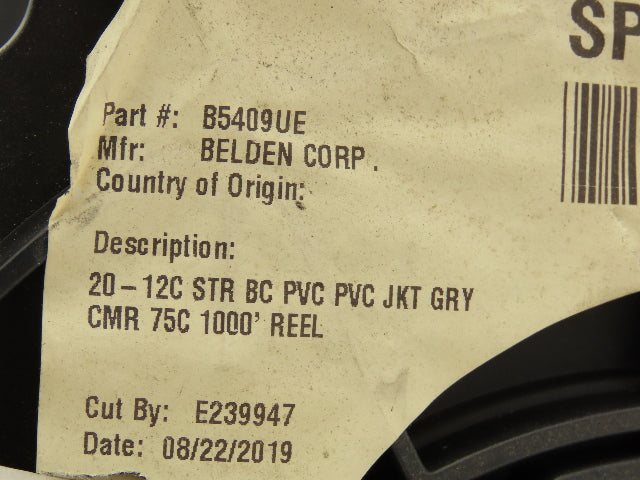 SP
Part #: B5409UE
Mfr: BELDEN CORP.
Country of Origin:
Description:
20-12C STR BC PVC PVC JKT GRY
CMR 75C 1000' REEL
Cut By: E239947
Date: 08/22/2019